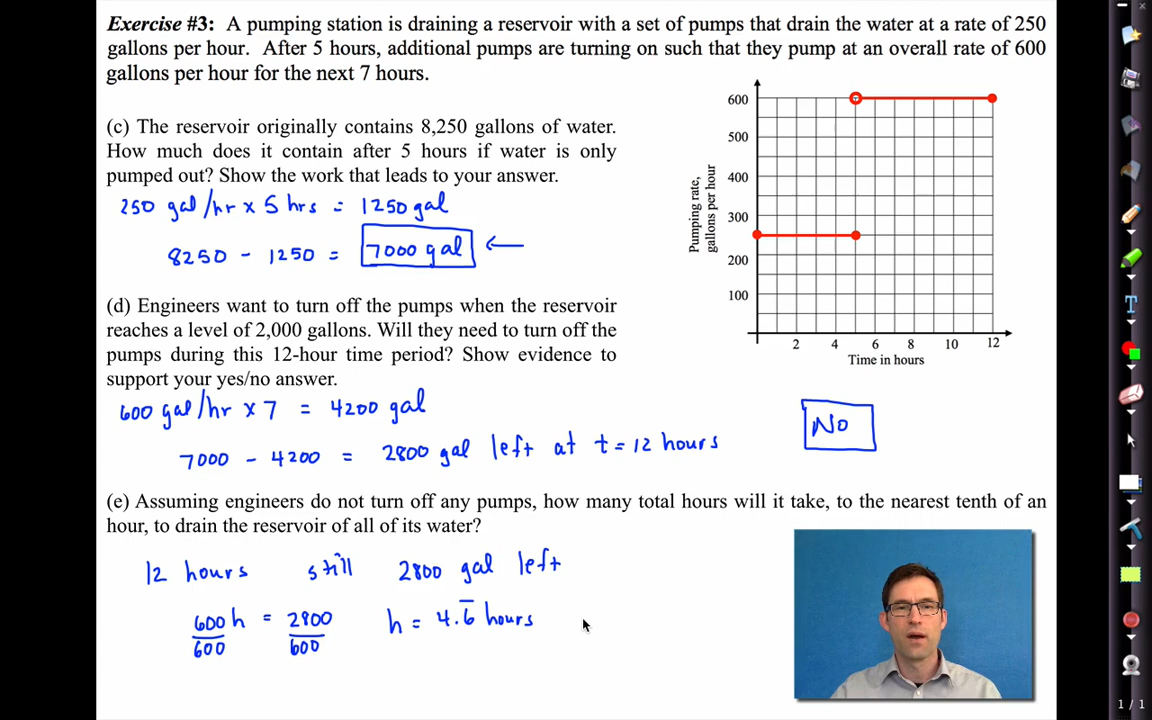 Exercise #3: A pumping station is draining a reservoir with a set of pumps that drain the water at a rate of 250
gallons per hour. After 5 hours, additional pumps are turning on such that they pump at an overall rate of 600
gallons per hour for the next 7 hours.
(c) The reservoir originally contains 8,250 gallons of water.
How much does it contain after 5 hours if water is only
pumped out? Show the work that leads to your answer.
250 gal/hr x 5 hrs = 1250 gal
8250 - 1250 = 7000 gal ←
600
500
400
300
200
100
Pumping rate,
gallons per hour
2 4 6 8 10 12
Time in hours
(d) Engineers want to turn off the pumps when the reservoir
reaches a level of 2,000 gallons. Will they need to turn off the
pumps during this 12-hour time period? Show evidence to
support your yes/no answer.
600 gal/hr x 7 = 4200 gal
7000 - 4200 = 2800 gal left at t = 12 hours
No
(e) Assuming engineers do not turn off any pumps, how many total hours will it take, to the nearest tenth of an
hour, to drain the reservoir of all of its water?
12 hours still 2800 gal left
600h = 2800 h = 4.6̅ hours
600 600
T
1 / 1